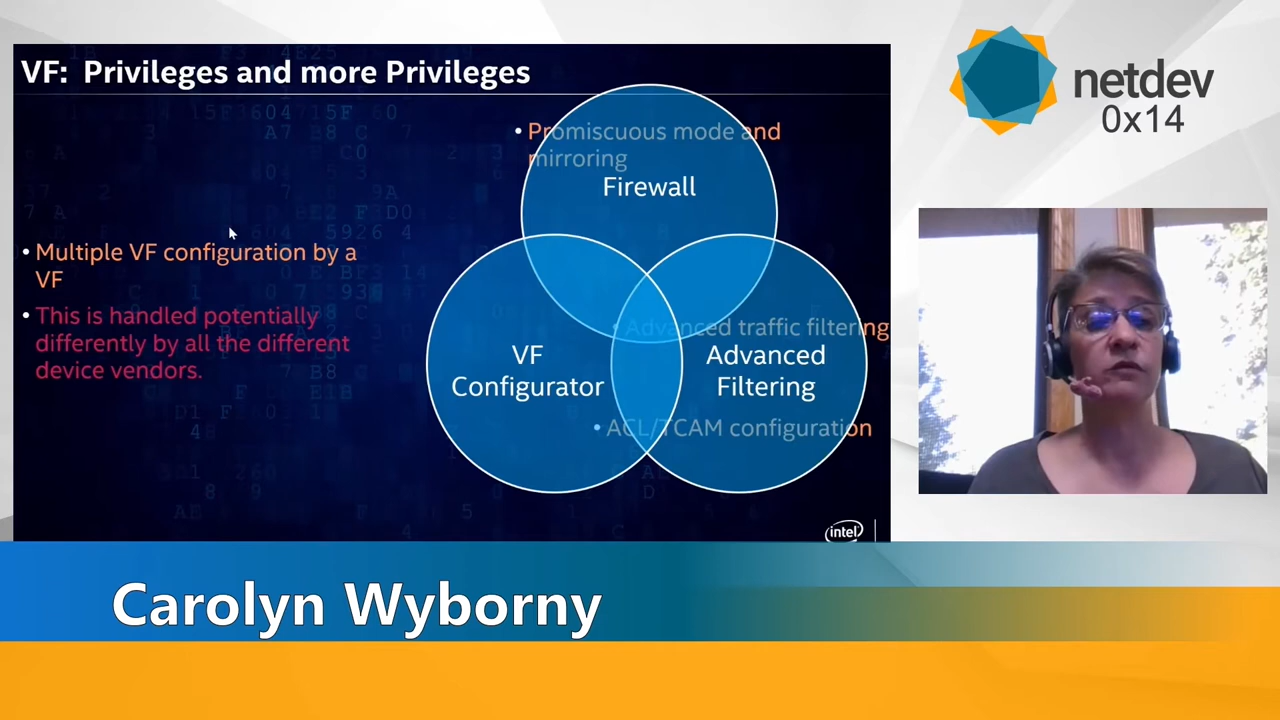 VF: Privileges and more Privileges
• Promiscuous mode and
mirroring
Firewall
• Multiple VF configuration by a
VF
• This is handled potentially
differently by all the different
device vendors.
• Advanced traffic filtering
VF
Configurator
Advanced
Filtering
• ACL/TCAM configuration
intel
netdev
0x14
Carolyn Wyborny